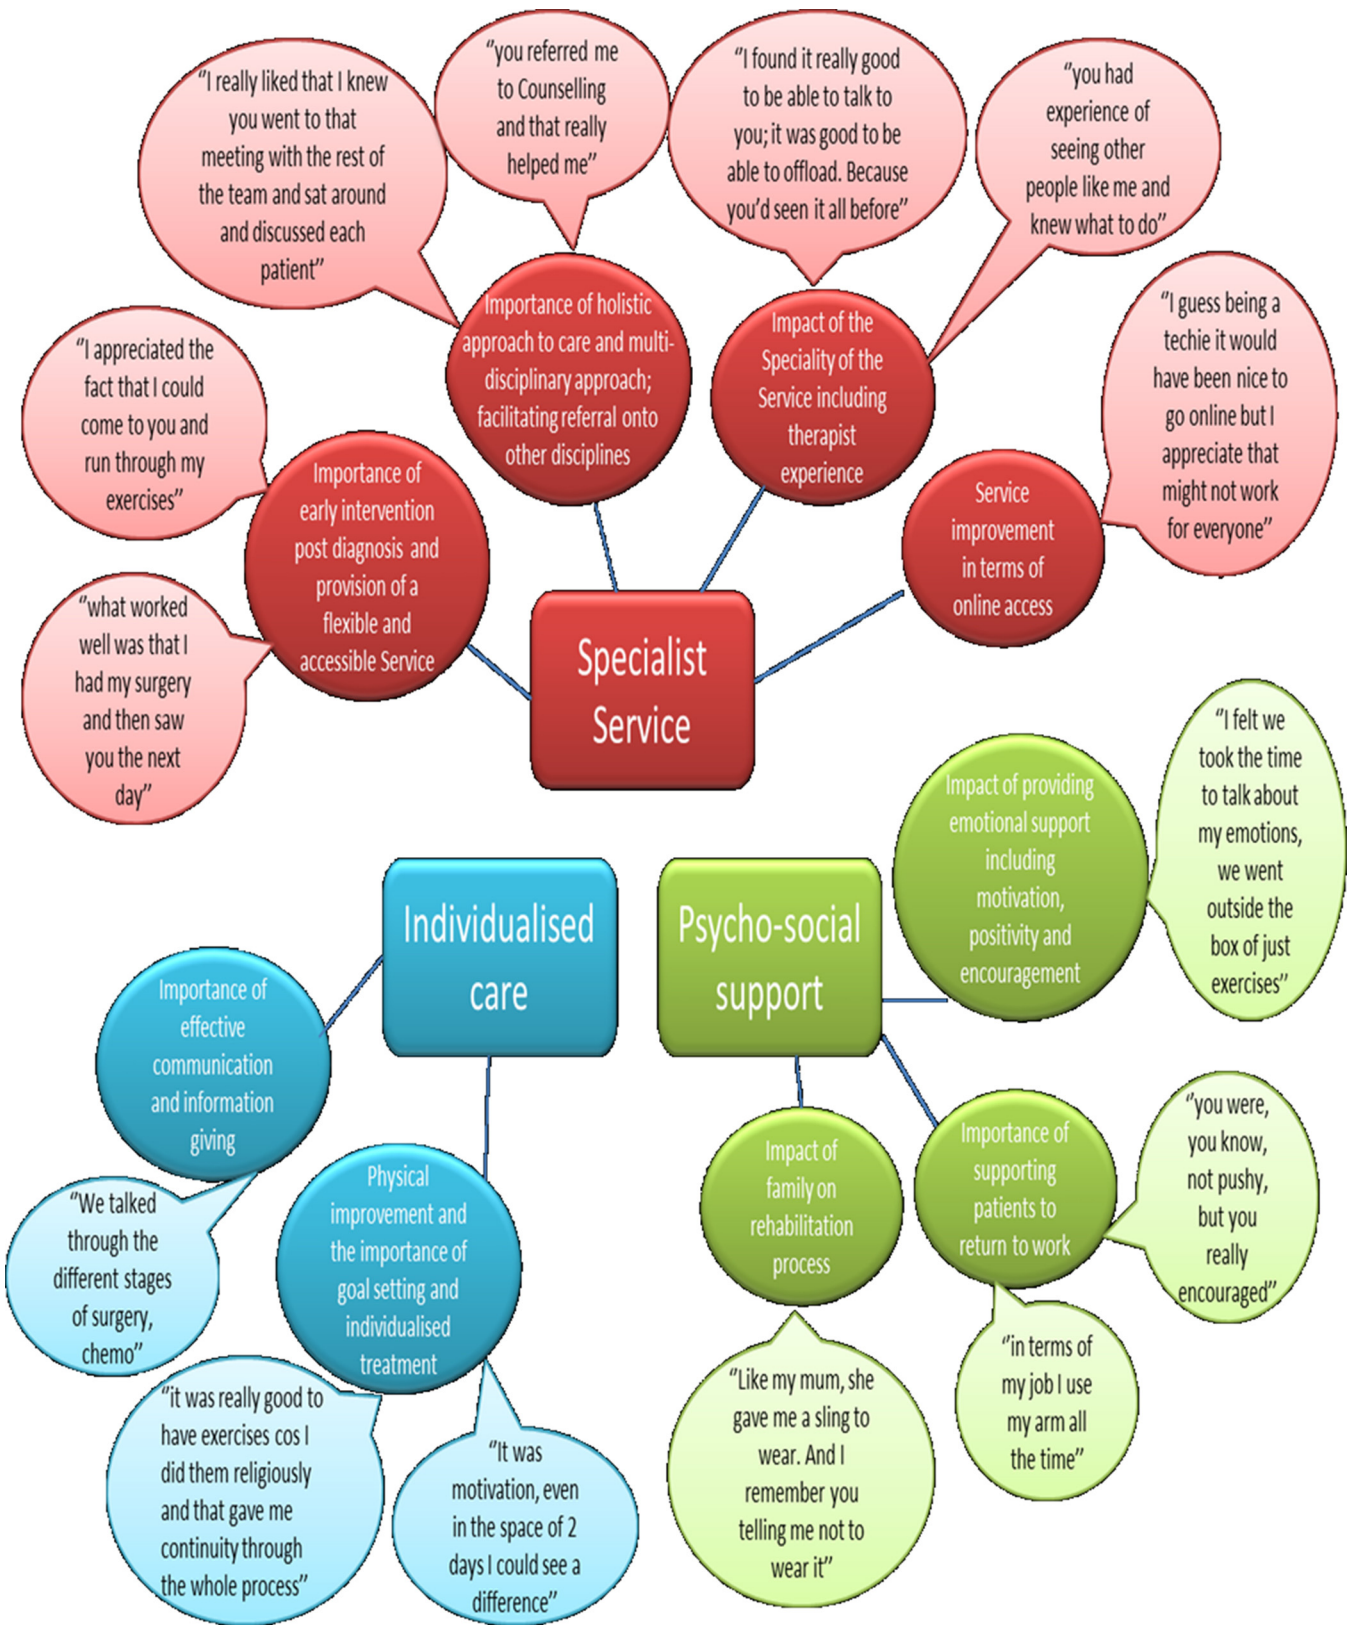 "I really liked that I knew
you went to that
meeting with the rest of
the team and sat around
and discussed each
patient"
"you referred me
to Counselling
and that really
helped me"
"I found it really good
to be able to talk to
you; it was good to be
able to offload. Because
you'd seen it all before"
"you had
experience of
seeing other
people like me and
knew what to do"
"I appreciated the
fact that I could
come to you and
run through my
exercises"
Importance of holistic
approach to care and multi-
disciplinary approach;
facilitating referral onto
other disciplines
Impact of the
Speciality of the
Service including
therapist
experience
"I guess being a
techie it would
have been nice to
go online but I
appreciate that
might not work
for everyone"
Importance of
early intervention
post diagnosis and
provision of a
flexible and
accessible Service
Service
improvement
in terms of
online access
"what worked
well was that I
had my surgery
and then saw
you the next
day"
Specialist
Service
Individualised
care
Psycho-social
support
Impact of providing
emotional support
including
motivation,
positivity and
encouragement
"I felt we
took the time
to talk about
my emotions,
we went
outside the
box of just
exercises"
Importance of
effective
communication
and information
giving
"We talked
through the
different stages
of surgery,
chemo"
Physical
improvement and
the importance of
goal setting and
individualised
treatment
"it was really good to
have exercises cos I
did them religiously
and that gave me
continuity through
the whole process"
"It was
motivation, even
in the space of 2
days I could see a
difference"
Impact of
family on
rehabilitation
process
Importance of
supporting
patients to
return to work
"you were,
you know,
not pushy,
but you
really
encouraged"
"in terms of
my job I use
my arm all
the time"
"Like my mum, she
gave me a sling to
wear. And I
remember you
telling me not to
wear it"